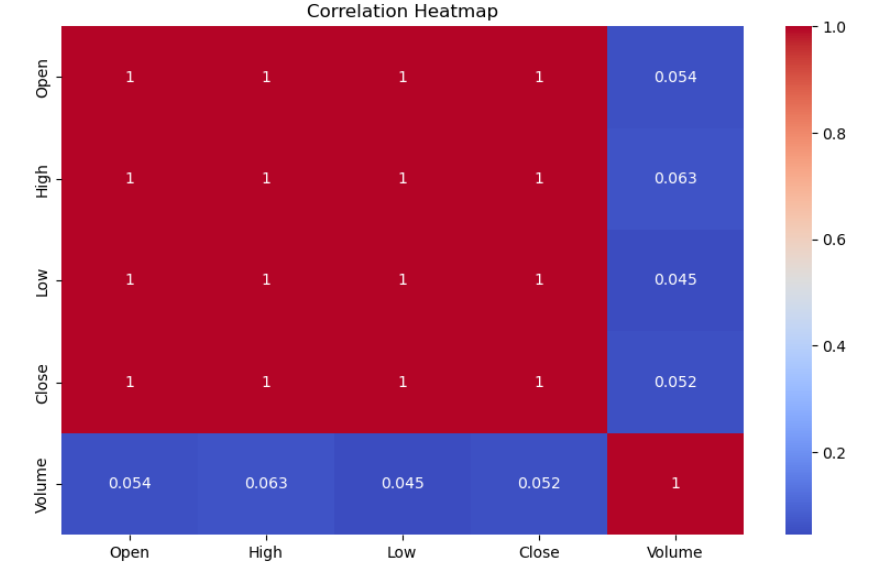 Correlation Heatmap
Open 1 1 1 1 0.054
High 1 1 1 1 0.063
Low 1 1 1 1 0.045
Close 1 1 1 1 0.052
Volume 0.054 0.063 0.045 0.052 1
Open High Low Close Volume
1.0
0.8
0.6
0.4
0.2